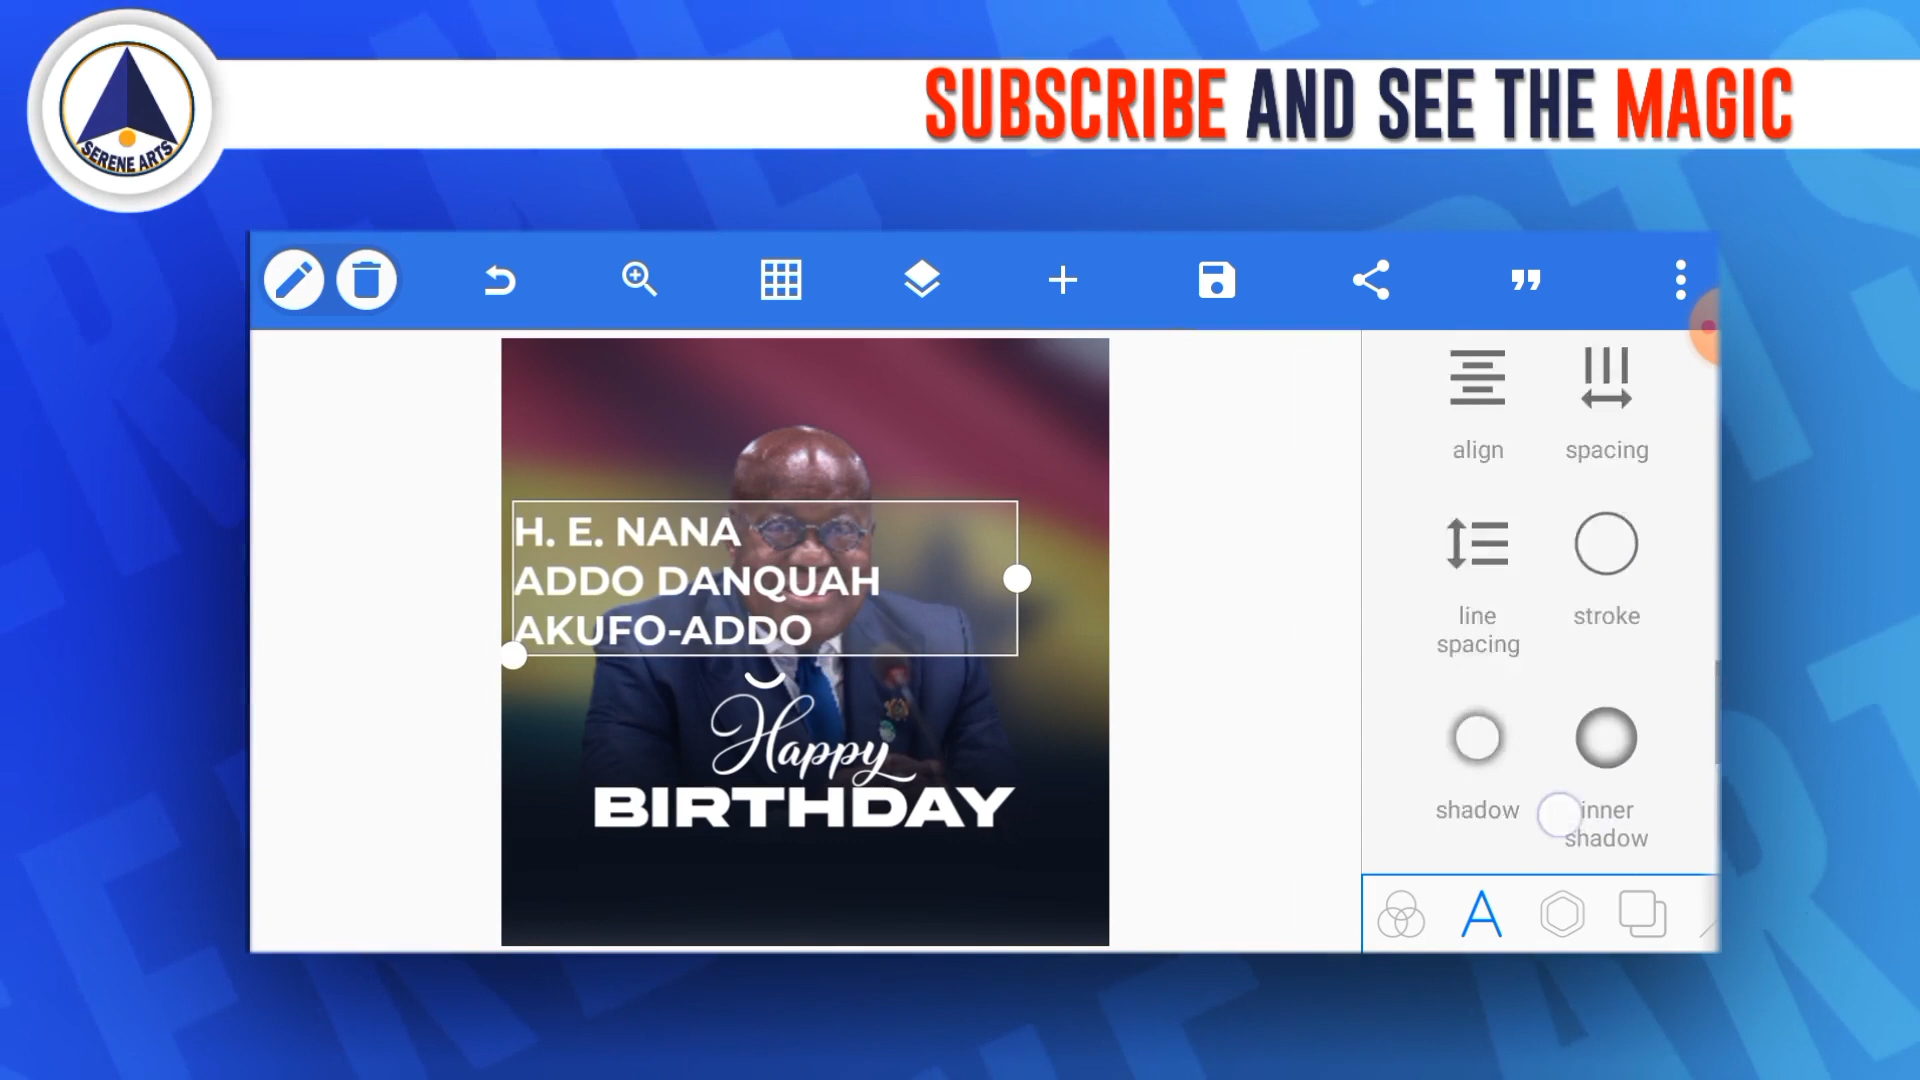 SERENE ARTS
SUBSCRIBE AND SEE THE MAGIC
H. E. NANA
ADDO DANQUAH
AKUFO-ADDO
Happy
BIRTHDAY
align
spacing
line
spacing
stroke
shadow
inner
shadow